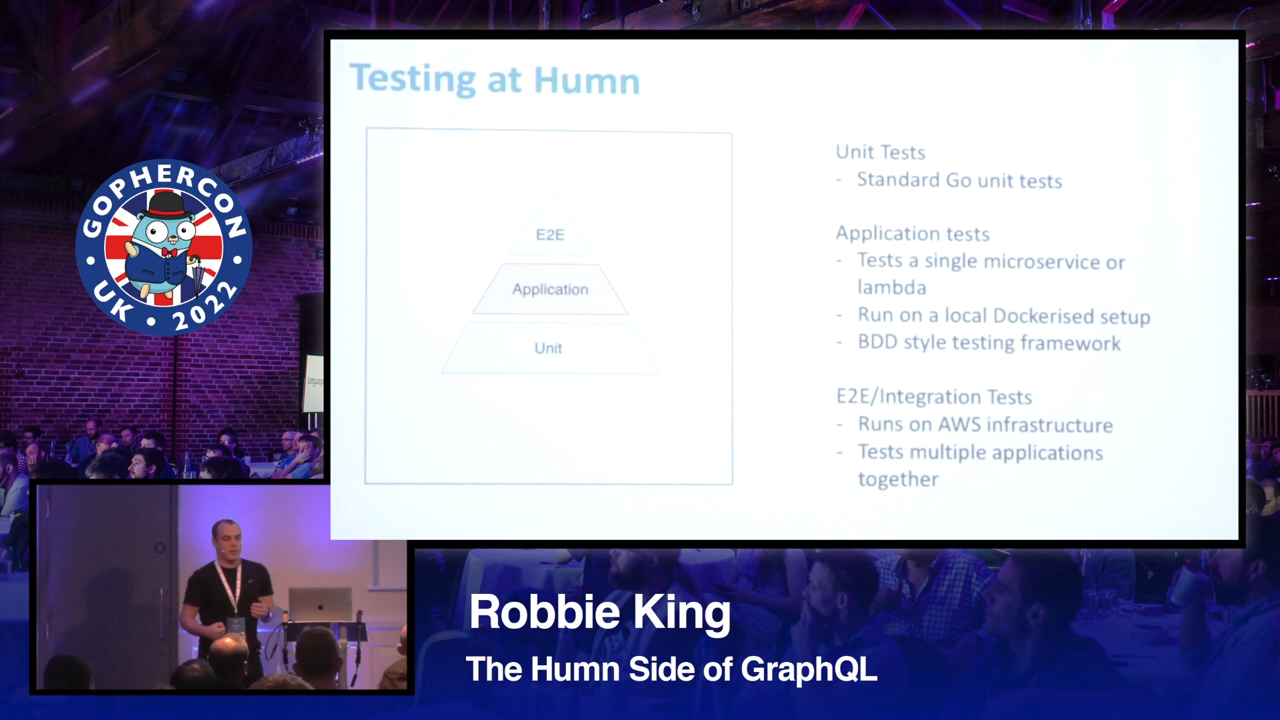 Testing at Humn
E2E
Application
Unit
Unit Tests
- Standard Go unit tests
Application tests
- Tests a single microservice or
lambda
- Run on a local Dockerised setup
- BDD style testing framework
E2E/Integration Tests
- Runs on AWS infrastructure
- Tests multiple applications
together
GOPHERCON
UK • 2022
Robbie King
The Humn Side of GraphQL